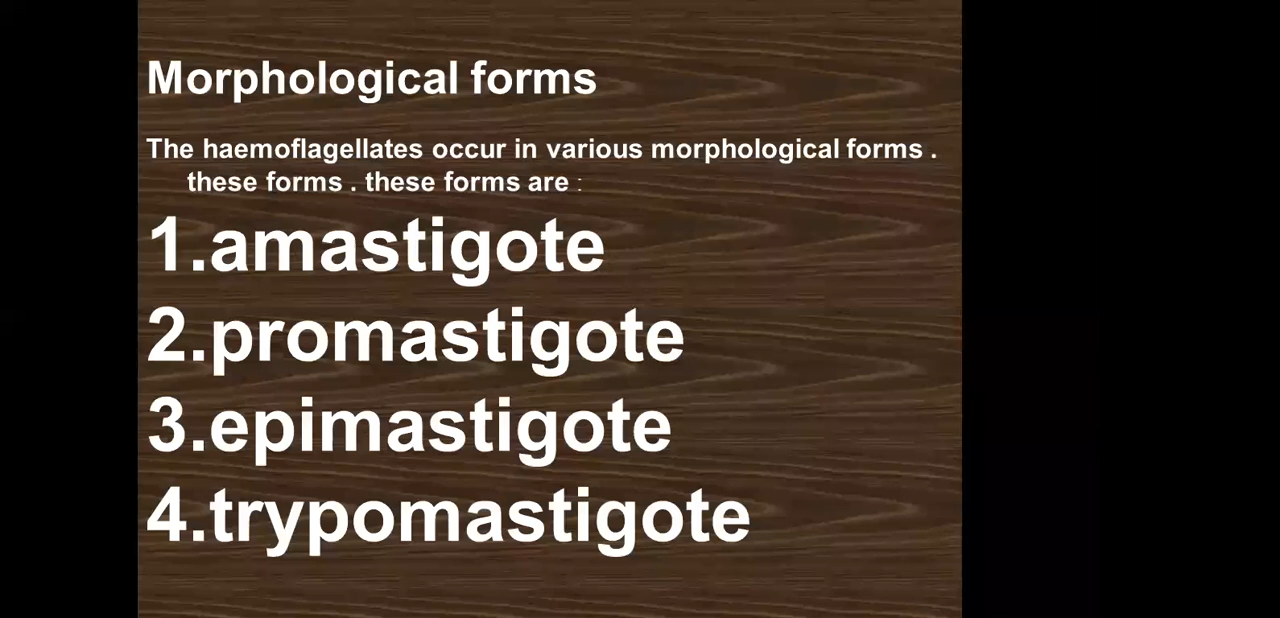 Morphological forms
The haemoflagellates occur in various morphological forms .
these forms . these forms are :
1.amastigote
2.promastigote
3.epimastigote
4.trypomastigote